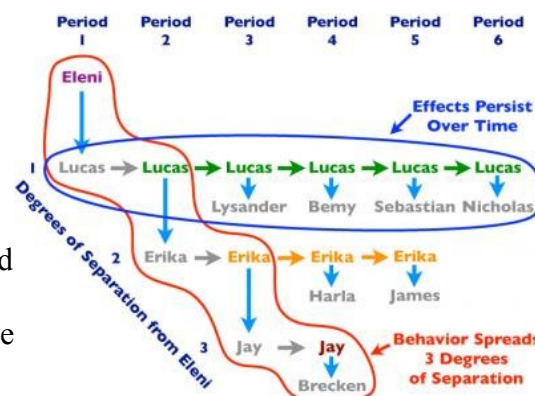 Period Period Period Period Period Period
1 2 3 4 5 6
Eleni
Effects Persist
Over Time
1 Lucas Lucas Lucas Lucas Lucas Lucas
Lysander Bemy Sebastian Nicholas
Degrees of Separation from Eleni
2 Erika Erika Erika Erika
Harla James
3 Jay Jay
Brecken
Behavior Spreads
3 Degrees
of Separation
d
e